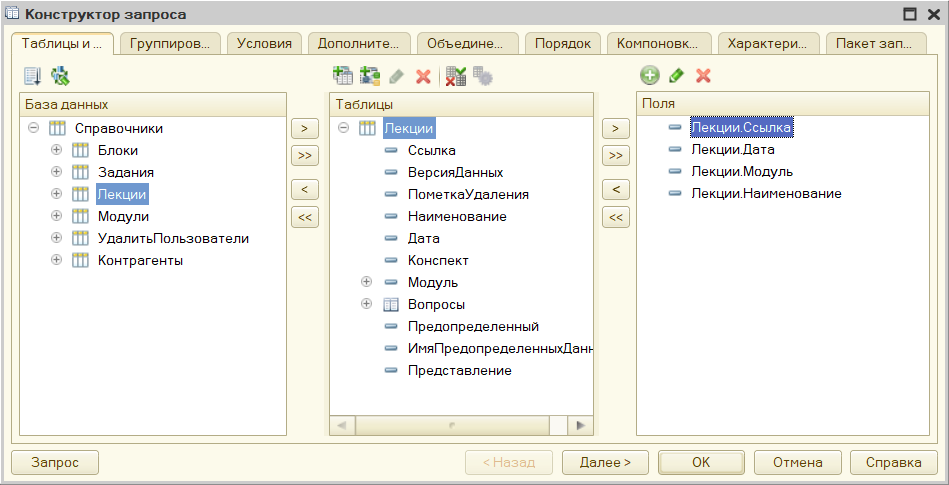 Конструктор запроса
Таблицы и ... Группиров... Условия Дополните... Объедине... Порядок Компоновк... Характери... Пакет зап...
База данных
Справочники
Блоки
Задания
Лекции
Модули
УдалитьПользователи
Контрагенты
>
>>
<
<<
Таблицы
Лекции
Ссылка
ВерсияДанных
ПометкаУдаления
Наименование
Дата
Конспект
Модуль
Вопросы
Предопределенный
ИмяПредопределенныхДанн
Представление
>
>>
<
<<
Поля
Лекции.Ссылка
Лекции.Дата
Лекции.Модуль
Лекции.Наименование
Запрос < Назад Далее > ОК Отмена Справка